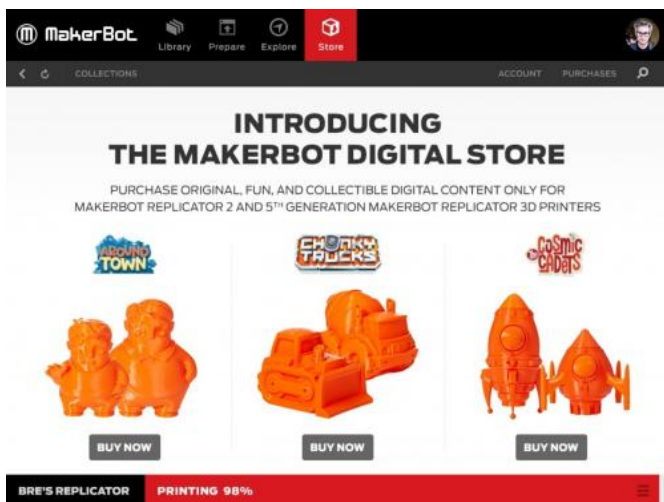 MakerBot
Library
Prepare
Explore
Store
COLLECTIONS
ACCOUNT
PURCHASES
INTRODUCING
THE MAKERBOT DIGITAL STORE
PURCHASE ORIGINAL, FUN, AND COLLECTIBLE DIGITAL CONTENT ONLY FOR
MAKERBOT REPLICATOR 2 AND 5TH GENERATION MAKERBOT REPLICATOR 3D PRINTERS
AROUND
TOWN
CHUNKY
TRUCKS
COSMIC
CADETS
BUY NOW
BUY NOW
BUY NOW
BRE'S REPLICATOR
PRINTING 98%